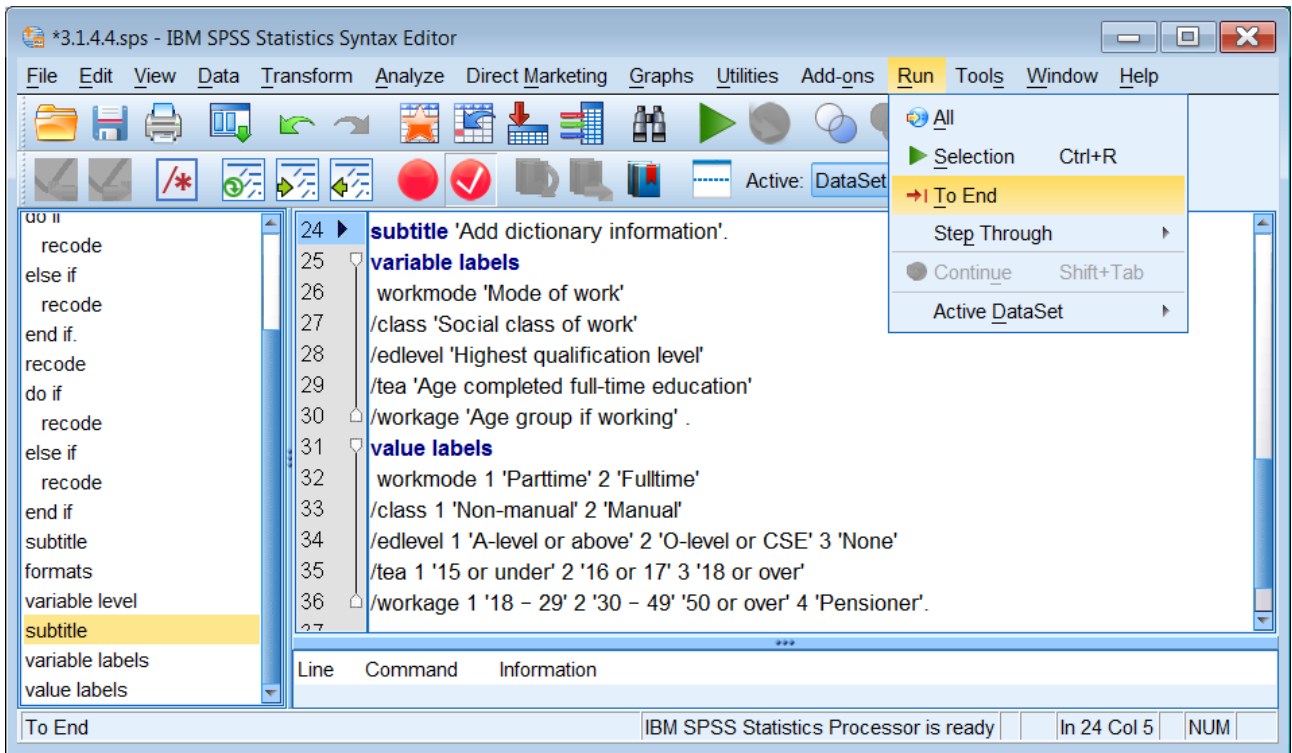 *3.1.4.4.sps - IBM SPSS Statistics Syntax Editor
File Edit View Data Transform Analyze Direct Marketing Graphs Utilities Add-ons Run Tools Window Help
All
Selection Ctrl+R
To End
Step Through
Continue Shift+Tab
Active DataSet
/*
Active: DataSet
do if
recode
else if
recode
end if.
recode
do if
recode
else if
recode
end if
subtitle
formats
variable level
subtitle
variable labels
value labels
24 subtitle 'Add dictionary information'.
25 variable labels
26 workmode 'Mode of work'
27 /class 'Social class of work'
28 /edlevel 'Highest qualification level'
29 /tea 'Age completed full-time education'
30 /workage 'Age group if working' .
31 value labels
32 workmode 1 'Parttime' 2 'Fulltime'
33 /class 1 'Non-manual' 2 'Manual'
34 /edlevel 1 'A-level or above' 2 'O-level or CSE' 3 'None'
35 /tea 1 '15 or under' 2 '16 or 17' 3 '18 or over'
36 /workage 1 '18 – 29' 2 '30 – 49' '50 or over' 4 'Pensioner'.
37
Line Command Information
To End IBM SPSS Statistics Processor is ready In 24 Col 5 NUM